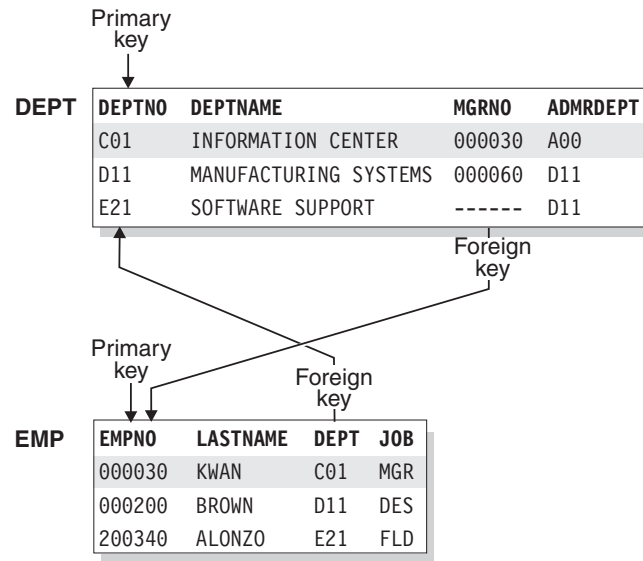 Primary
key
DEPT
DEPTNO DEPTNAME MGRNO ADMRDEPT
C01 INFORMATION CENTER 000030 A00
D11 MANUFACTURING SYSTEMS 000060 D11
E21 SOFTWARE SUPPORT ------ D11
Foreign
key
Primary
key
Foreign
key
EMP
EMPNO LASTNAME DEPT JOB
000030 KWAN C01 MGR
000200 BROWN D11 DES
200340 ALONZO E21 FLD